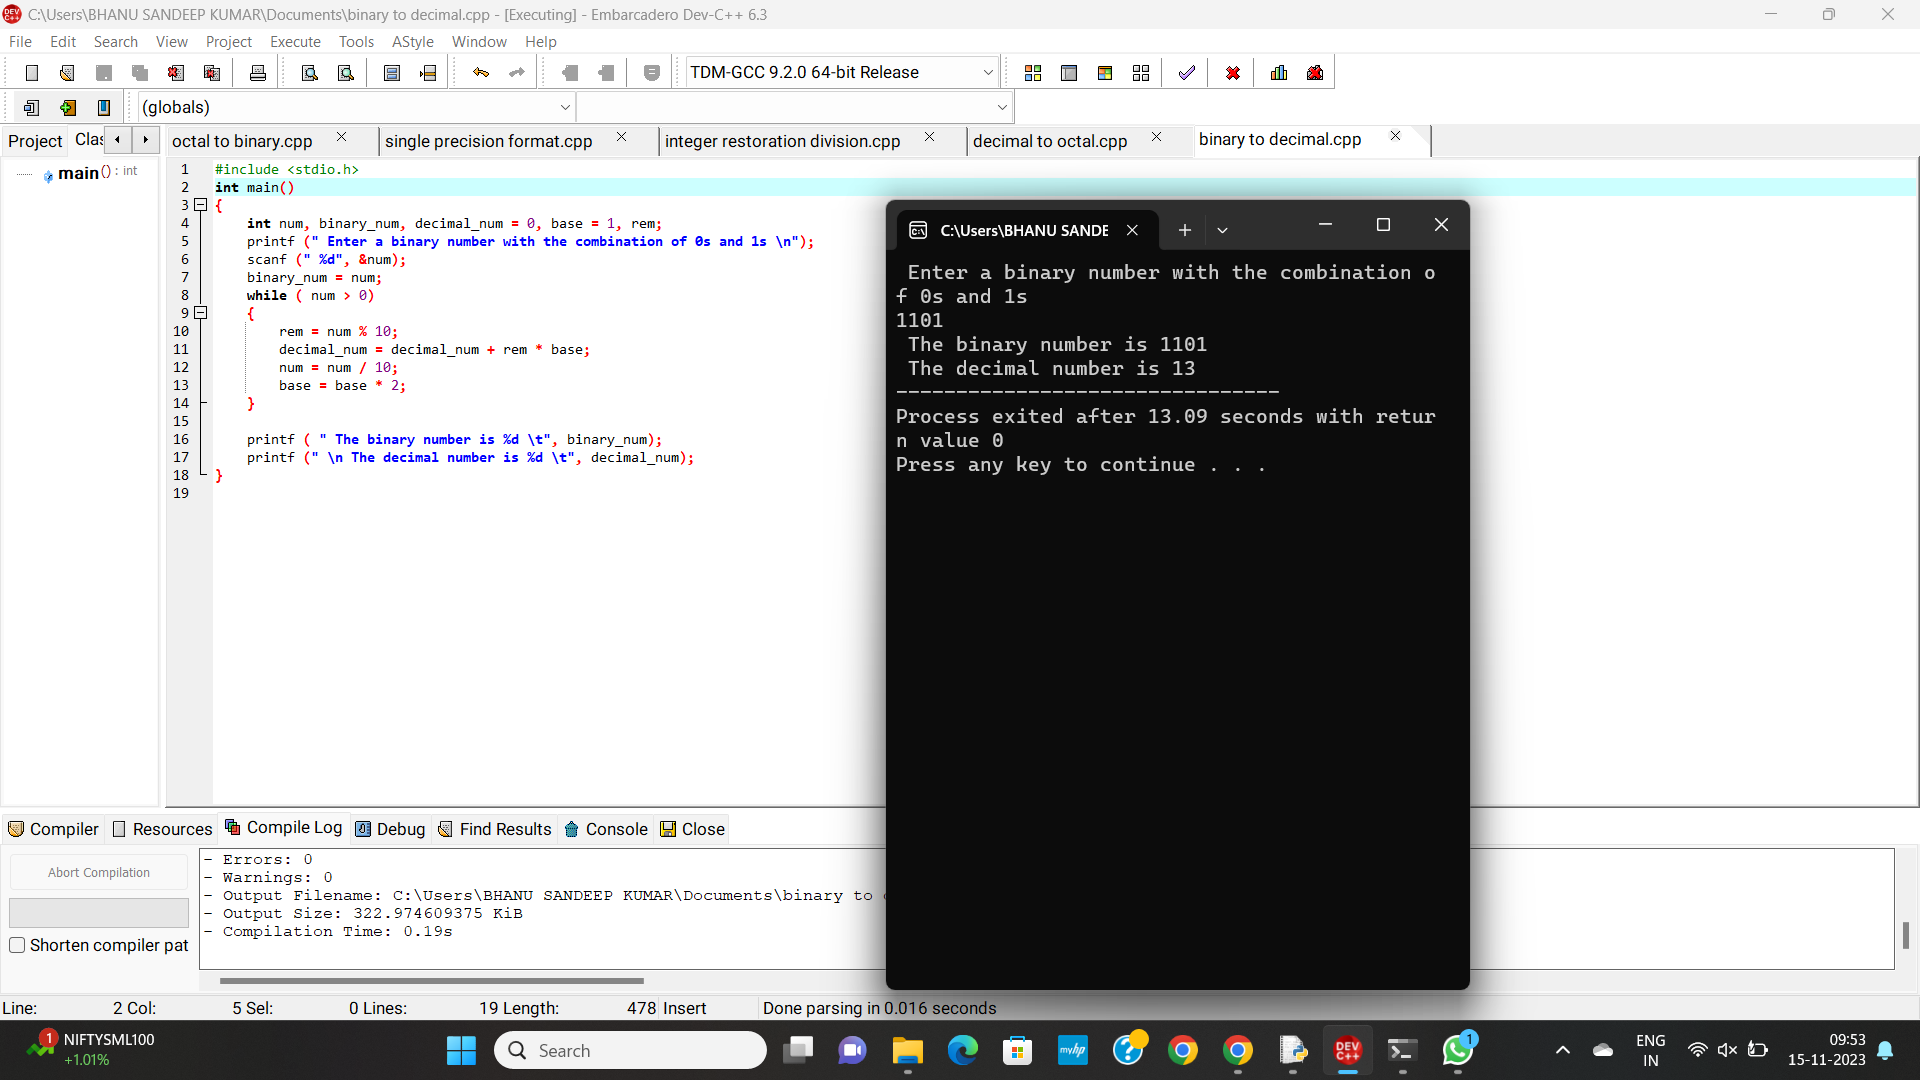 C:\Users\BHANU SANDEEP KUMAR\Documents\binary to decimal.cpp - [Executing] - Embarcadero Dev-C++ 6.3
File Edit Search View Project Execute Tools AStyle Window Help
TDM-GCC 9.2.0 64-bit Release
(globals)
Project Clas octal to binary.cpp single precision format.cpp integer restoration division.cpp decimal to octal.cpp binary to decimal.cpp
main() : int
1 #include <stdio.h>
2 int main()
3 {
4 int num, binary_num, decimal_num = 0, base = 1, rem;
5 printf (" Enter a binary number with the combination of 0s and 1s \n");
6 scanf (" %d", &num);
7 binary_num = num;
8 while ( num > 0)
9 {
10 rem = num % 10;
11 decimal_num = decimal_num + rem * base;
12 num = num / 10;
13 base = base * 2;
14 }
15
16 printf ( " The binary number is %d \t", binary_num);
17 printf (" \n The decimal number is %d \t", decimal_num);
18 }
19
C:\Users\BHANU SANDE
Enter a binary number with the combination o
f 0s and 1s
1101
The binary number is 1101
The decimal number is 13
--------------------------------
Process exited after 13.09 seconds with retur
n value 0
Press any key to continue . . .
Compiler Resources Compile Log Debug Find Results Console Close
Abort Compilation
Shorten compiler pat
- Errors: 0
- Warnings: 0
- Output Filename: C:\Users\BHANU SANDEEP KUMAR\Documents\binary to
- Output Size: 322.974609375 KiB
- Compilation Time: 0.19s
Line: 2 Col: 5 Sel: 0 Lines: 19 Length: 478 Insert Done parsing in 0.016 seconds
1 NIFTYSML100
+1.01%
Search
myhp
DEV C++
1
ENG
IN
09:53
15-11-2023